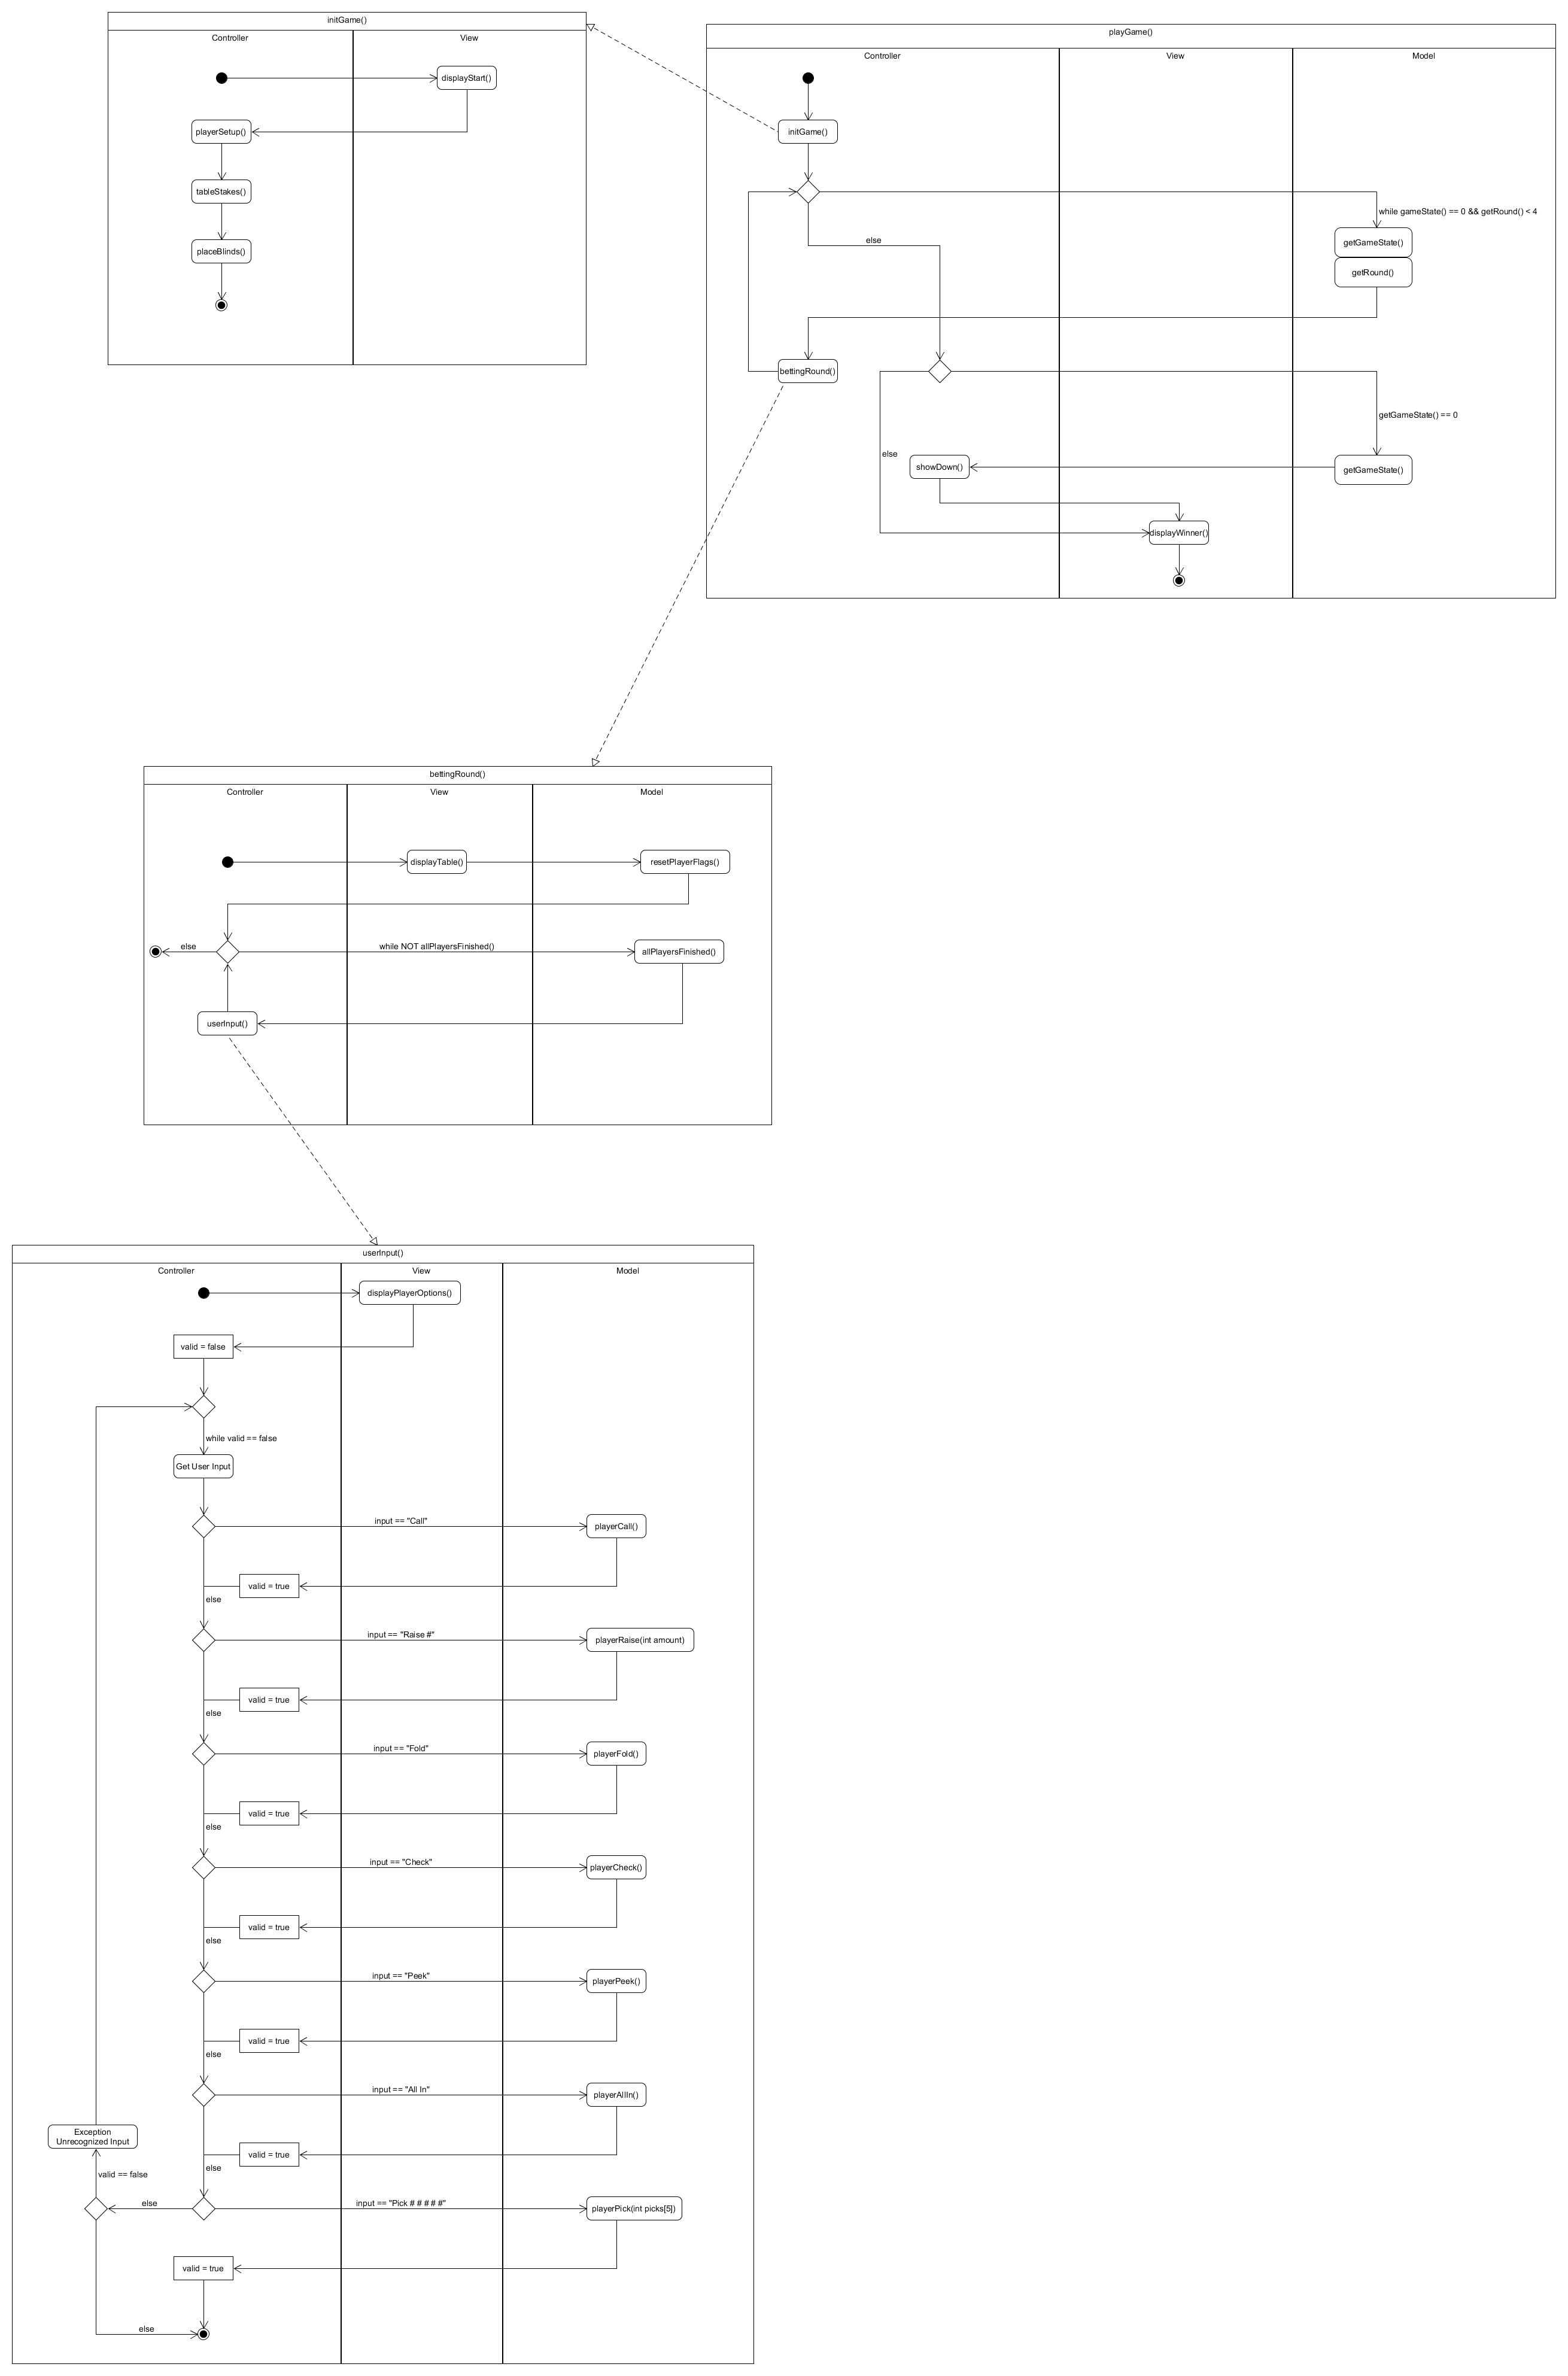 initGame()
Controller
View
displayStart()
playerSetup()
tableStakes()
placeBlinds()
playGame()
Controller
View
Model
initGame()
while gameState() == 0 && getRound() < 4
getGameState()
else
getRound()
bettingRound()
getGameState() == 0
else
showDown()
getGameState()
displayWinner()
bettingRound()
Controller
View
Model
displayTable()
resetPlayerFlags()
else
while NOT allPlayersFinished()
allPlayersFinished()
userInput()
userInput()
Controller
View
Model
displayPlayerOptions()
valid = false
while valid == false
Get User Input
input == "Call"
playerCall()
valid = true
else
input == "Raise #"
playerRaise(int amount)
valid = true
else
input == "Fold"
playerFold()
valid = true
else
input == "Check"
playerCheck()
valid = true
else
input == "Peek"
playerPeek()
valid = true
else
input == "All In"
playerAllIn()
Exception
Unrecognized Input
valid = true
else
valid == false
else
input == "Pick # # # # #"
playerPick(int picks[5])
valid = true
else